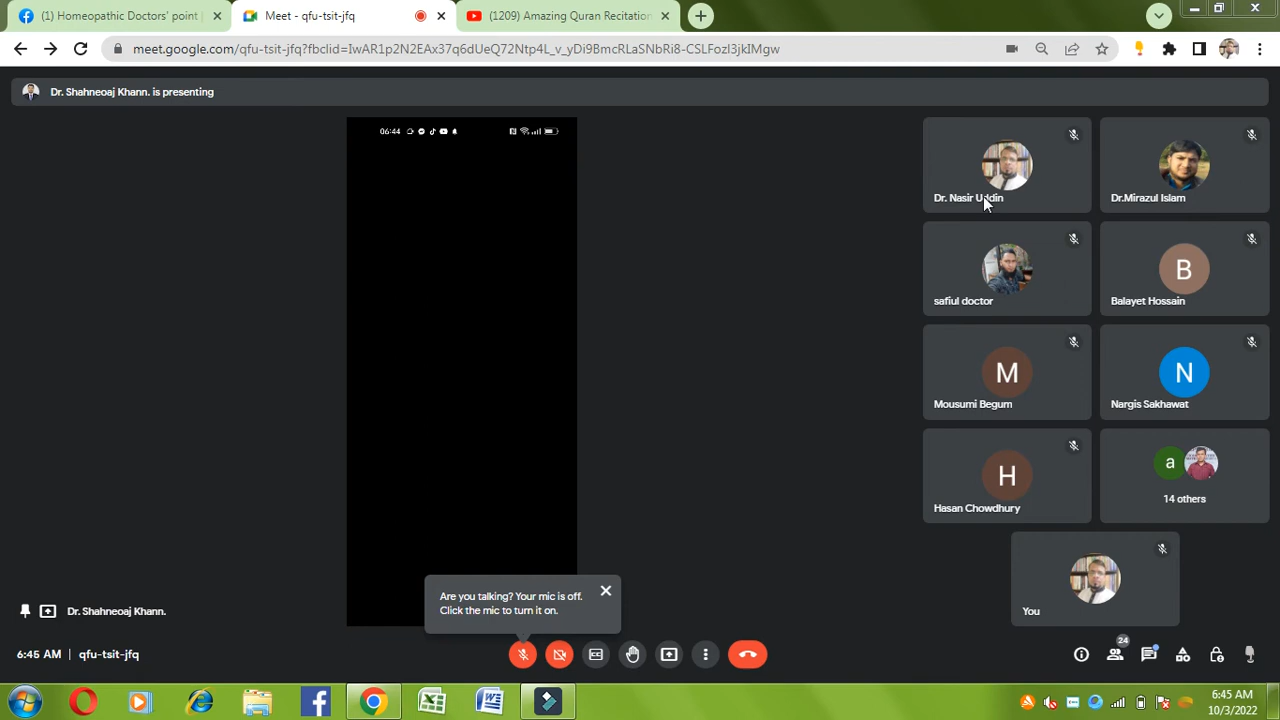 (1) Homeopathic Doctors' point |
Meet - qfu-tsit-jfq
(1209) Amazing Quran Recitation
meet.google.com/qfu-tsit-jfq?fbclid=IwAR1p2N2EAx37q6dUeQ72Nfp4L_v_yDi9BmcRLaSNbRi8-CSLFozI3jkIMgw
Dr. Shahneoaj Khann. is presenting
06:44
Dr. Nasir Uddin
Dr.Mirazul Islam
safiul doctor
B
Balayet Hossain
M
Mousumi Begum
N
Nargis Sakhawat
H
Hasan Chowdhury
a
14 others
You
Are you talking? Your mic is off.
Click the mic to turn it on.
Dr. Shahneoaj Khann.
6:45 AM | qfu-tsit-jfq
24
6:45 AM
10/3/2022